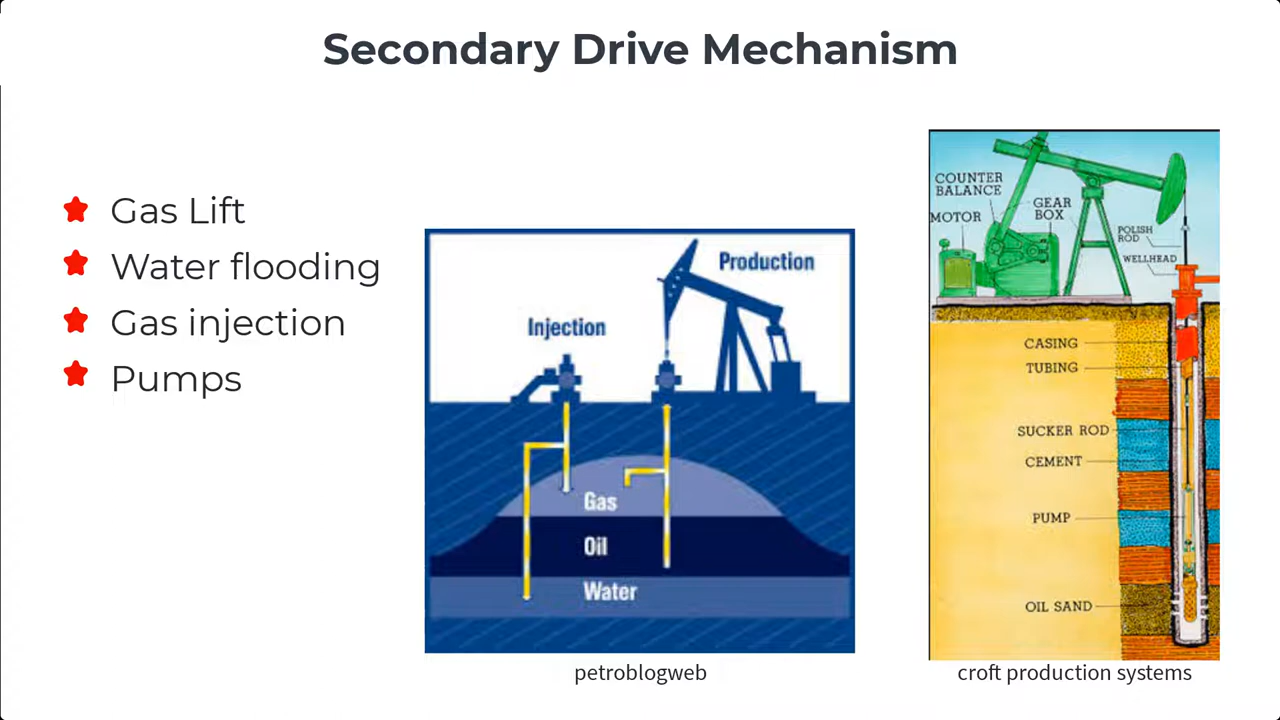 Secondary Drive Mechanism
Gas Lift
Water flooding
Gas injection
Pumps
Production
Injection
Gas
Oil
Water
petroblogweb
COUNTER
BALANCE
MOTOR
GEAR
BOX
POLISH
ROD
WELLHEAD
CASING
TUBING
SUCKER ROD
CEMENT
PUMP
OIL SAND
croft production systems